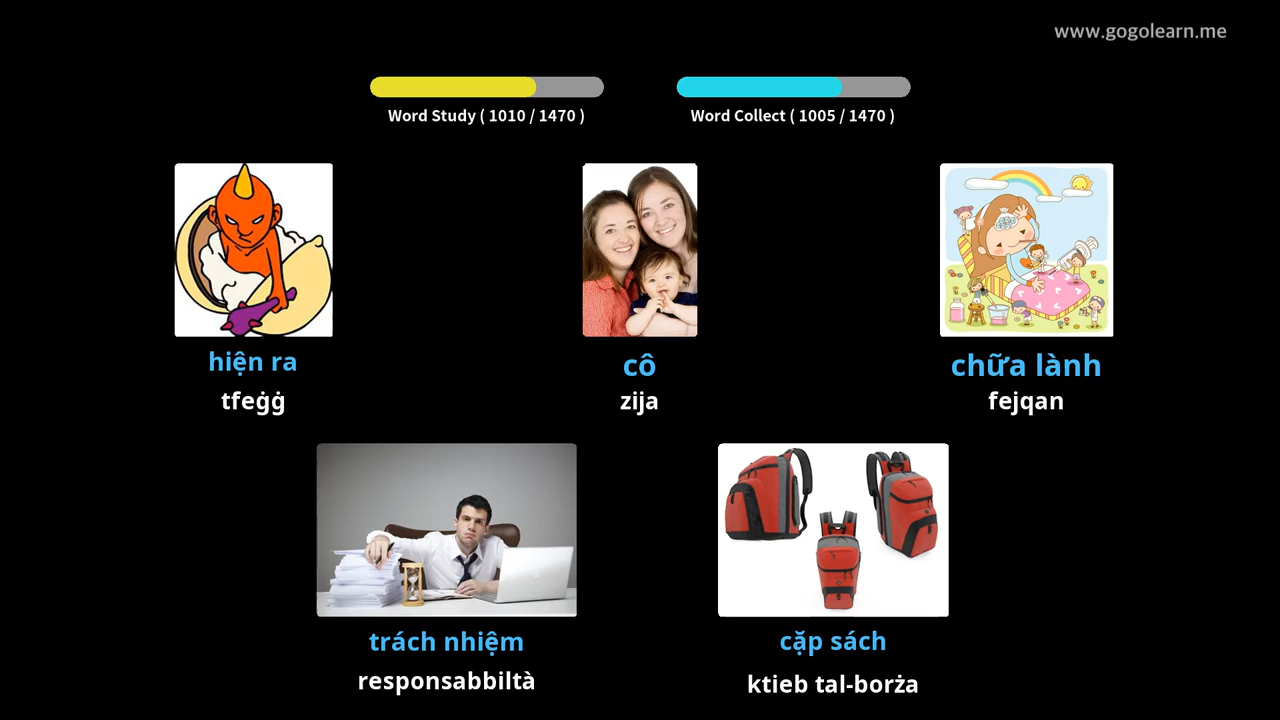 www.gogolearn.me
Word Study ( 1010 / 1470 )
Word Collect ( 1005 / 1470 )
hiện ra
tfeġġ
cô
zija
chữa lành
fejqan
trách nhiệm
responsabbiltà
cặp sách
ktieb tal-borża